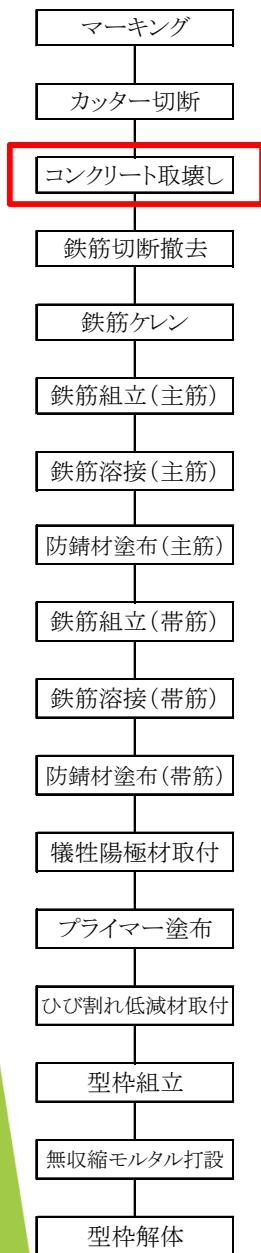 マーキング
カッター切断
コンクリート取壊し
鉄筋切断撤去
鉄筋ケレン
鉄筋組立(主筋)
鉄筋溶接(主筋)
防錆材塗布(主筋)
鉄筋組立(帯筋)
鉄筋溶接(帯筋)
防錆材塗布(帯筋)
犠牲陽極材取付
プライマー塗布
ひび割れ低減材取付
型枠組立
無収縮モルタル打設
型枠解体